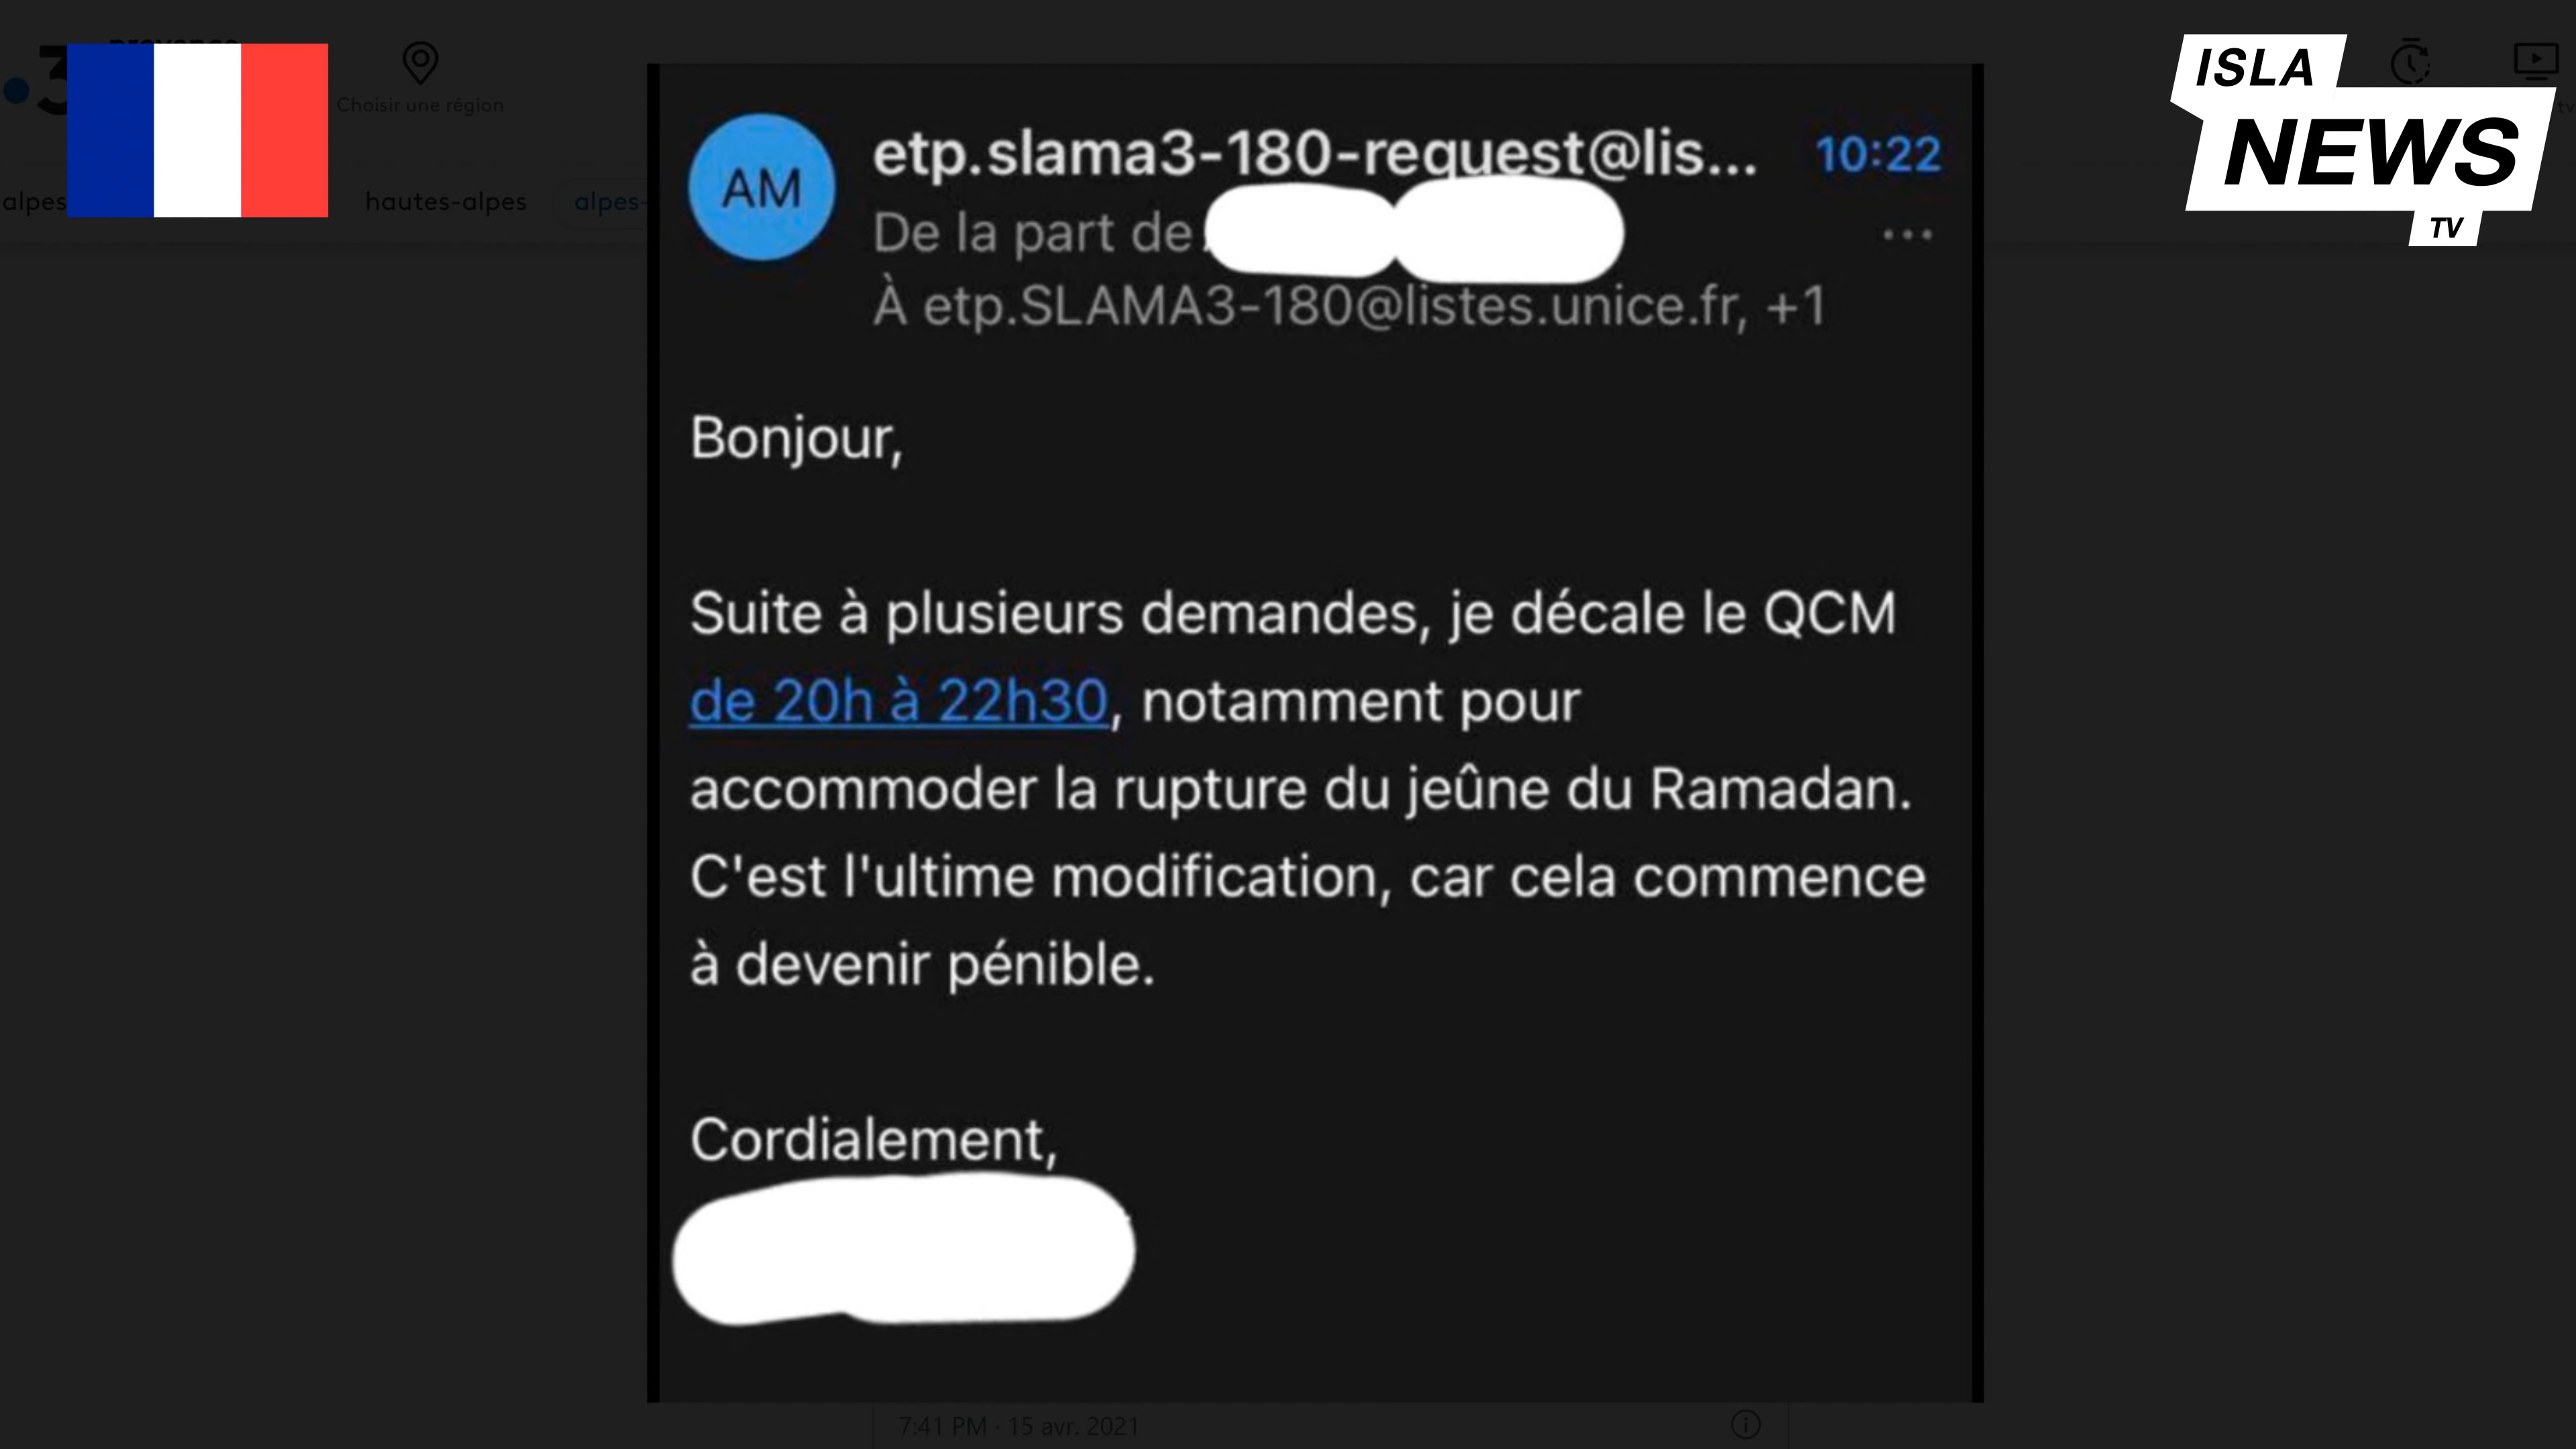 3
provence
Choisir une région
alpes
hautes-alpes
alpes-
ISLA
NEWS
TV
tv
AM
etp.slama3-180-request@lis...
10:22
De la part de
...
À etp.SLAMA3-180@listes.unice.fr, +1
Bonjour,
Suite à plusieurs demandes, je décale le QCM
de 20h à 22h30, notamment pour
accommoder la rupture du jeûne du Ramadan.
C'est l'ultime modification, car cela commence
à devenir pénible.
Cordialement,
7:41 PM · 15 avr. 2021